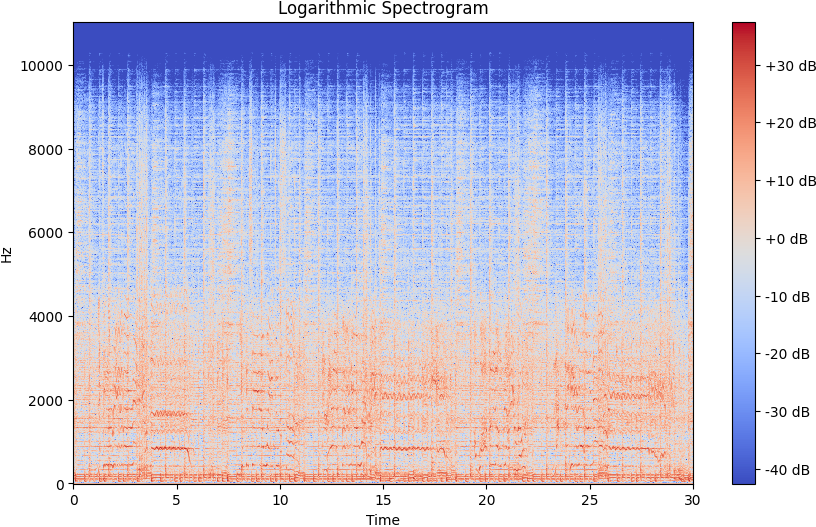 Logarithmic Spectrogram
Hz
10000
8000
6000
4000
2000
0
0 5 10 15 20 25 30
Time
+30 dB
+20 dB
+10 dB
+0 dB
-10 dB
-20 dB
-30 dB
-40 dB